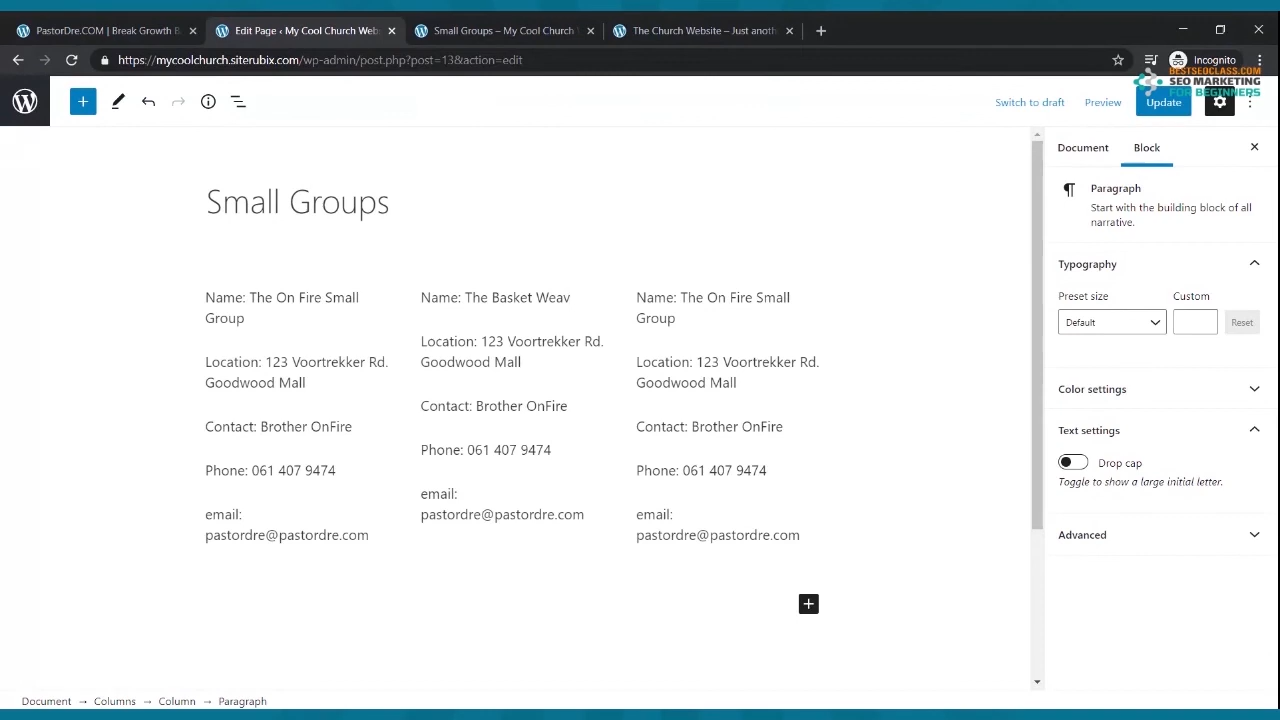 PastorDre.COM | Break Growth B
Edit Page ‹ My Cool Church Web
Small Groups – My Cool Church
The Church Website – Just anoth
https://mycoolchurch.siterubix.com/wp-admin/post.php?post=13&action=edit
Incognito
BESTSEOCLASS.COM
SEO MARKETING
FOR BEGINNERS
Switch to draft
Preview
Update
Document
Block
Small Groups
Paragraph
Start with the building block of all
narrative.
Typography
Preset size
Custom
Default
Reset
Color settings
Text settings
Drop cap
Toggle to show a large initial letter.
Advanced
Name: The On Fire Small
Group
Location: 123 Voortrekker Rd.
Goodwood Mall
Contact: Brother OnFire
Phone: 061 407 9474
email:
pastordre@pastordre.com
Name: The Basket Weav
Location: 123 Voortrekker Rd.
Goodwood Mall
Contact: Brother OnFire
Phone: 061 407 9474
email:
pastordre@pastordre.com
Name: The On Fire Small
Group
Location: 123 Voortrekker Rd.
Goodwood Mall
Contact: Brother OnFire
Phone: 061 407 9474
email:
pastordre@pastordre.com
Document → Columns → Column → Paragraph